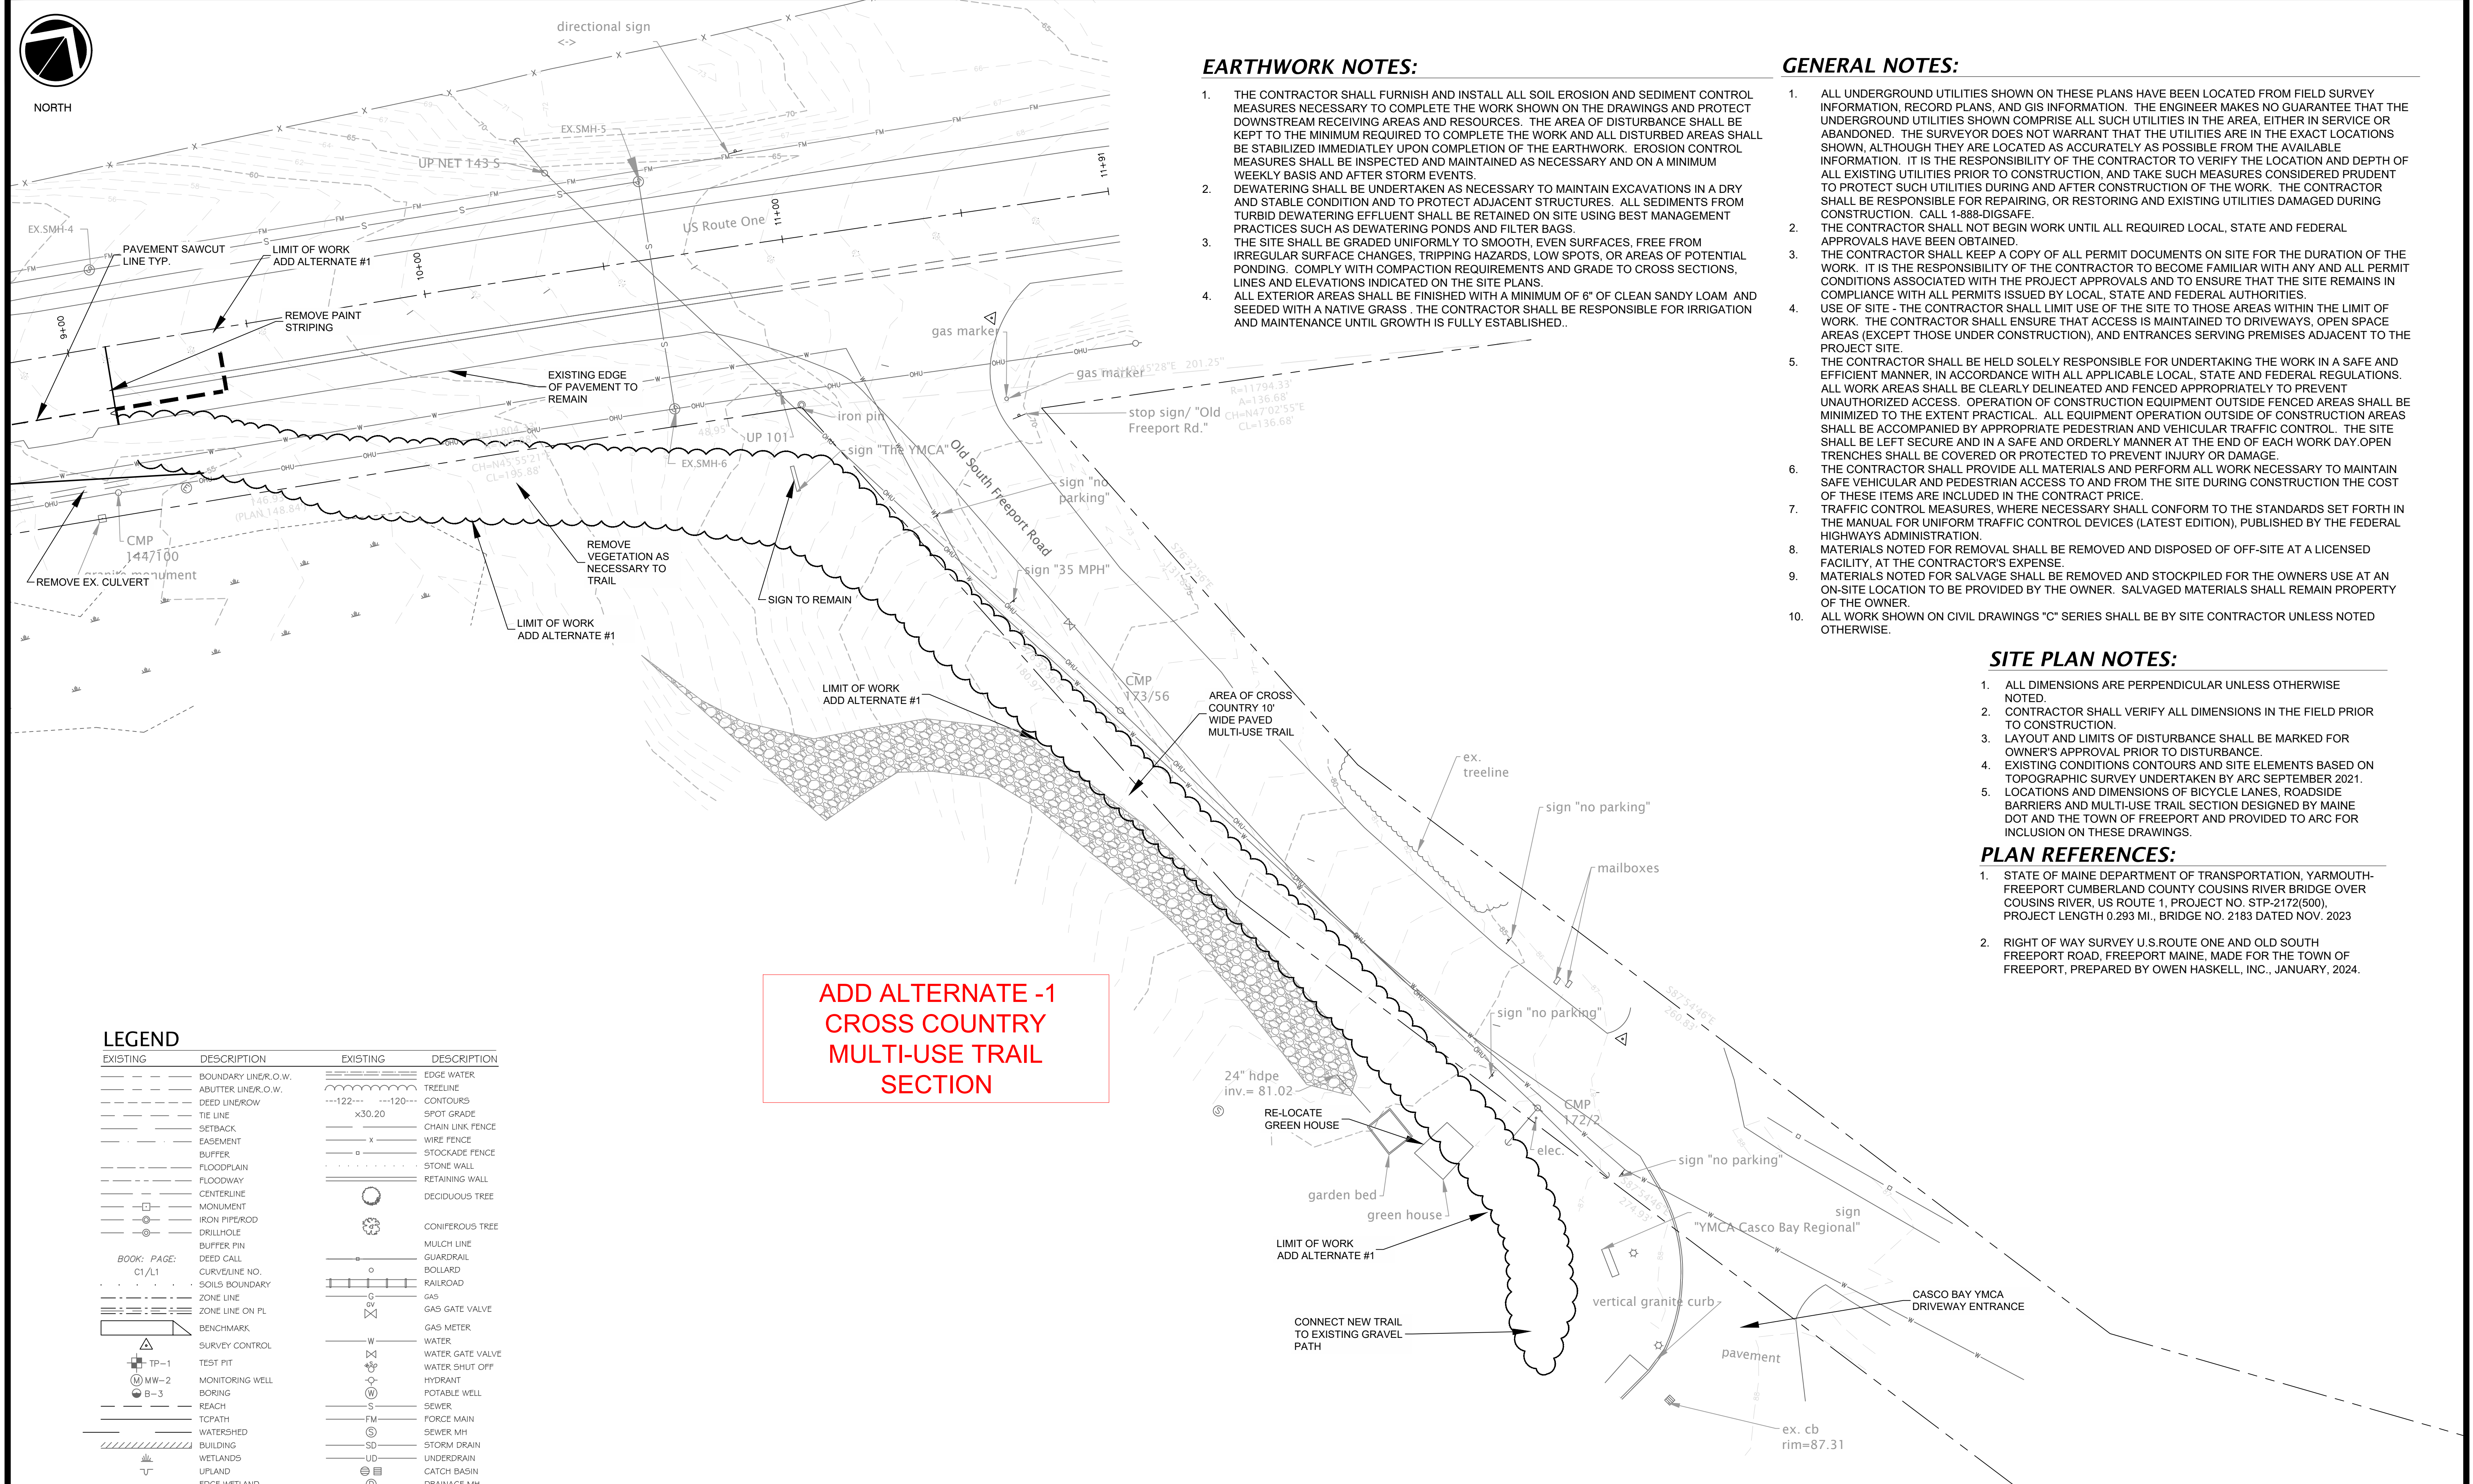 NORTH
directional sign
<->
EX.SMH-5
UP NET 143 S
EX.SMH-4
US Route One
PAVEMENT SAWCUT
LINE TYP.
LIMIT OF WORK
ADD ALTERNATE #1
9+00
10+00
11+00
11+91
REMOVE PAINT
STRIPING
EXISTING EDGE
OF PAVEMENT TO
REMAIN
gas marker
gas marker
stop sign/ "Old
Freeport Rd."
201.25"
R=11794.33'
A=136.68'
CH=N47°02'55"E
CL=136.68'
iron pin
UP 101
48.95'
EX.SMH-6
CH=N45°55'21"E
CL=195.88'
(PLAN 148.84')
sign "The YMCA"
Old South Freeport Road
sign "no
parking"
sign "35 MPH"
CMP
144/100
granite monument
REMOVE EX. CULVERT
REMOVE
VEGETATION AS
NECESSARY TO
TRAIL
SIGN TO REMAIN
LIMIT OF WORK
ADD ALTERNATE #1
LIMIT OF WORK
ADD ALTERNATE #1
CMP
173/56
AREA OF CROSS
COUNTRY 10'
WIDE PAVED
MULTI-USE TRAIL
ex.
treeline
sign "no parking"
mailboxes
sign "no parking"
S87°54'46"E
260.83'
24" hdpe
inv.= 81.02
RE-LOCATE
GREEN HOUSE
CMP
172/2
elec.
sign "no parking"
garden bed
green house
S87°54'46"E
274.93'
sign
"YMCA Casco Bay Regional"
LIMIT OF WORK
ADD ALTERNATE #1
vertical granite curb
CASCO BAY YMCA
DRIVEWAY ENTRANCE
CONNECT NEW TRAIL
TO EXISTING GRAVEL
PATH
pavement
ex. cb
rim=87.31
ADD ALTERNATE -1
CROSS COUNTRY
MULTI-USE TRAIL
SECTION
EARTHWORK NOTES:
1. THE CONTRACTOR SHALL FURNISH AND INSTALL ALL SOIL EROSION AND SEDIMENT CONTROL
MEASURES NECESSARY TO COMPLETE THE WORK SHOWN ON THE DRAWINGS AND PROTECT
DOWNSTREAM RECEIVING AREAS AND RESOURCES. THE AREA OF DISTURBANCE SHALL BE
KEPT TO THE MINIMUM REQUIRED TO COMPLETE THE WORK AND ALL DISTURBED AREAS SHALL
BE STABILIZED IMMEDIATLEY UPON COMPLETION OF THE EARTHWORK. EROSION CONTROL
MEASURES SHALL BE INSPECTED AND MAINTAINED AS NECESSARY AND ON A MINIMUM
WEEKLY BASIS AND AFTER STORM EVENTS.
2. DEWATERING SHALL BE UNDERTAKEN AS NECESSARY TO MAINTAIN EXCAVATIONS IN A DRY
AND STABLE CONDITION AND TO PROTECT ADJACENT STRUCTURES. ALL SEDIMENTS FROM
TURBID DEWATERING EFFLUENT SHALL BE RETAINED ON SITE USING BEST MANAGEMENT
PRACTICES SUCH AS DEWATERING PONDS AND FILTER BAGS.
3. THE SITE SHALL BE GRADED UNIFORMLY TO SMOOTH, EVEN SURFACES, FREE FROM
IRREGULAR SURFACE CHANGES, TRIPPING HAZARDS, LOW SPOTS, OR AREAS OF POTENTIAL
PONDING. COMPLY WITH COMPACTION REQUIREMENTS AND GRADE TO CROSS SECTIONS,
LINES AND ELEVATIONS INDICATED ON THE SITE PLANS.
4. ALL EXTERIOR AREAS SHALL BE FINISHED WITH A MINIMUM OF 6" OF CLEAN SANDY LOAM AND
SEEDED WITH A NATIVE GRASS . THE CONTRACTOR SHALL BE RESPONSIBLE FOR IRRIGATION
AND MAINTENANCE UNTIL GROWTH IS FULLY ESTABLISHED..
GENERAL NOTES:
1. ALL UNDERGROUND UTILITIES SHOWN ON THESE PLANS HAVE BEEN LOCATED FROM FIELD SURVEY
INFORMATION, RECORD PLANS, AND GIS INFORMATION. THE ENGINEER MAKES NO GUARANTEE THAT THE
UNDERGROUND UTILITIES SHOWN COMPRISE ALL SUCH UTILITIES IN THE AREA, EITHER IN SERVICE OR
ABANDONED. THE SURVEYOR DOES NOT WARRANT THAT THE UTILITIES ARE IN THE EXACT LOCATIONS
SHOWN, ALTHOUGH THEY ARE LOCATED AS ACCURATELY AS POSSIBLE FROM THE AVAILABLE
INFORMATION. IT IS THE RESPONSIBILITY OF THE CONTRACTOR TO VERIFY THE LOCATION AND DEPTH OF
ALL EXISTING UTILITIES PRIOR TO CONSTRUCTION, AND TAKE SUCH MEASURES CONSIDERED PRUDENT
TO PROTECT SUCH UTILITIES DURING AND AFTER CONSTRUCTION OF THE WORK. THE CONTRACTOR
SHALL BE RESPONSIBLE FOR REPAIRING, OR RESTORING AND EXISTING UTILITIES DAMAGED DURING
CONSTRUCTION. CALL 1-888-DIGSAFE.
2. THE CONTRACTOR SHALL NOT BEGIN WORK UNTIL ALL REQUIRED LOCAL, STATE AND FEDERAL
APPROVALS HAVE BEEN OBTAINED.
3. THE CONTRACTOR SHALL KEEP A COPY OF ALL PERMIT DOCUMENTS ON SITE FOR THE DURATION OF THE
WORK. IT IS THE RESPONSIBILITY OF THE CONTRACTOR TO BECOME FAMILIAR WITH ANY AND ALL PERMIT
CONDITIONS ASSOCIATED WITH THE PROJECT APPROVALS AND TO ENSURE THAT THE SITE REMAINS IN
COMPLIANCE WITH ALL PERMITS ISSUED BY LOCAL, STATE AND FEDERAL AUTHORITIES.
4. USE OF SITE - THE CONTRACTOR SHALL LIMIT USE OF THE SITE TO THOSE AREAS WITHIN THE LIMIT OF
WORK. THE CONTRACTOR SHALL ENSURE THAT ACCESS IS MAINTAINED TO DRIVEWAYS, OPEN SPACE
AREAS (EXCEPT THOSE UNDER CONSTRUCTION), AND ENTRANCES SERVING PREMISES ADJACENT TO THE
PROJECT SITE.
5. THE CONTRACTOR SHALL BE HELD SOLELY RESPONSIBLE FOR UNDERTAKING THE WORK IN A SAFE AND
EFFICIENT MANNER, IN ACCORDANCE WITH ALL APPLICABLE LOCAL, STATE AND FEDERAL REGULATIONS.
ALL WORK AREAS SHALL BE CLEARLY DELINEATED AND FENCED APPROPRIATELY TO PREVENT
UNAUTHORIZED ACCESS. OPERATION OF CONSTRUCTION EQUIPMENT OUTSIDE FENCED AREAS SHALL BE
MINIMIZED TO THE EXTENT PRACTICAL. ALL EQUIPMENT OPERATION OUTSIDE OF CONSTRUCTION AREAS
SHALL BE ACCOMPANIED BY APPROPRIATE PEDESTRIAN AND VEHICULAR TRAFFIC CONTROL. THE SITE
SHALL BE LEFT SECURE AND IN A SAFE AND ORDERLY MANNER AT THE END OF EACH WORK DAY.OPEN
TRENCHES SHALL BE COVERED OR PROTECTED TO PREVENT INJURY OR DAMAGE.
6. THE CONTRACTOR SHALL PROVIDE ALL MATERIALS AND PERFORM ALL WORK NECESSARY TO MAINTAIN
SAFE VEHICULAR AND PEDESTRIAN ACCESS TO AND FROM THE SITE DURING CONSTRUCTION THE COST
OF THESE ITEMS ARE INCLUDED IN THE CONTRACT PRICE.
7. TRAFFIC CONTROL MEASURES, WHERE NECESSARY SHALL CONFORM TO THE STANDARDS SET FORTH IN
THE MANUAL FOR UNIFORM TRAFFIC CONTROL DEVICES (LATEST EDITION), PUBLISHED BY THE FEDERAL
HIGHWAYS ADMINISTRATION.
8. MATERIALS NOTED FOR REMOVAL SHALL BE REMOVED AND DISPOSED OF OFF-SITE AT A LICENSED
FACILITY, AT THE CONTRACTOR'S EXPENSE.
9. MATERIALS NOTED FOR SALVAGE SHALL BE REMOVED AND STOCKPILED FOR THE OWNERS USE AT AN
ON-SITE LOCATION TO BE PROVIDED BY THE OWNER. SALVAGED MATERIALS SHALL REMAIN PROPERTY
OF THE OWNER.
10. ALL WORK SHOWN ON CIVIL DRAWINGS "C" SERIES SHALL BE BY SITE CONTRACTOR UNLESS NOTED
OTHERWISE.
SITE PLAN NOTES:
1. ALL DIMENSIONS ARE PERPENDICULAR UNLESS OTHERWISE
NOTED.
2. CONTRACTOR SHALL VERIFY ALL DIMENSIONS IN THE FIELD PRIOR
TO CONSTRUCTION.
3. LAYOUT AND LIMITS OF DISTURBANCE SHALL BE MARKED FOR
OWNER'S APPROVAL PRIOR TO DISTURBANCE.
4. EXISTING CONDITIONS CONTOURS AND SITE ELEMENTS BASED ON
TOPOGRAPHIC SURVEY UNDERTAKEN BY ARC SEPTEMBER 2021.
5. LOCATIONS AND DIMENSIONS OF BICYCLE LANES, ROADSIDE
BARRIERS AND MULTI-USE TRAIL SECTION DESIGNED BY MAINE
DOT AND THE TOWN OF FREEPORT AND PROVIDED TO ARC FOR
INCLUSION ON THESE DRAWINGS.
PLAN REFERENCES:
1. STATE OF MAINE DEPARTMENT OF TRANSPORTATION, YARMOUTH-
FREEPORT CUMBERLAND COUNTY COUSINS RIVER BRIDGE OVER
COUSINS RIVER, US ROUTE 1, PROJECT NO. STP-2172(500),
PROJECT LENGTH 0.293 MI., BRIDGE NO. 2183 DATED NOV. 2023
2. RIGHT OF WAY SURVEY U.S.ROUTE ONE AND OLD SOUTH
FREEPORT ROAD, FREEPORT MAINE, MADE FOR THE TOWN OF
FREEPORT, PREPARED BY OWEN HASKELL, INC., JANUARY, 2024.
LEGEND
EXISTING DESCRIPTION EXISTING DESCRIPTION
BOUNDARY LINE/R.O.W. EDGE WATER
ABUTTER LINE/R.O.W. TREELINE
DEED LINE/ROW ---122--- ---120--- CONTOURS
TIE LINE x30.20 SPOT GRADE
SETBACK CHAIN LINK FENCE
EASEMENT x WIRE FENCE
BUFFER STOCKADE FENCE
FLOODPLAIN STONE WALL
FLOODWAY RETAINING WALL
CENTERLINE DECIDUOUS TREE
MONUMENT
IRON PIPE/ROD CONIFEROUS TREE
DRILLHOLE
BUFFER PIN MULCH LINE
BOOK: PAGE: DEED CALL GUARDRAIL
C1/L1 CURVE/LINE NO. BOLLARD
SOILS BOUNDARY RAILROAD
ZONE LINE G GAS
ZONE LINE ON PL GV GAS GATE VALVE
BENCHMARK GAS METER
SURVEY CONTROL W WATER
TP-1 TEST PIT WATER GATE VALVE
WATER SHUT OFF
M MW-2 MONITORING WELL HYDRANT
B-3 BORING W POTABLE WELL
REACH S SEWER
TCPATH FM FORCE MAIN
WATERSHED S SEWER MH
BUILDING SD STORM DRAIN
WETLANDS UD UNDERDRAIN
UPLAND CATCH BASIN
EDGE WETLAND D DRAINAGE MH